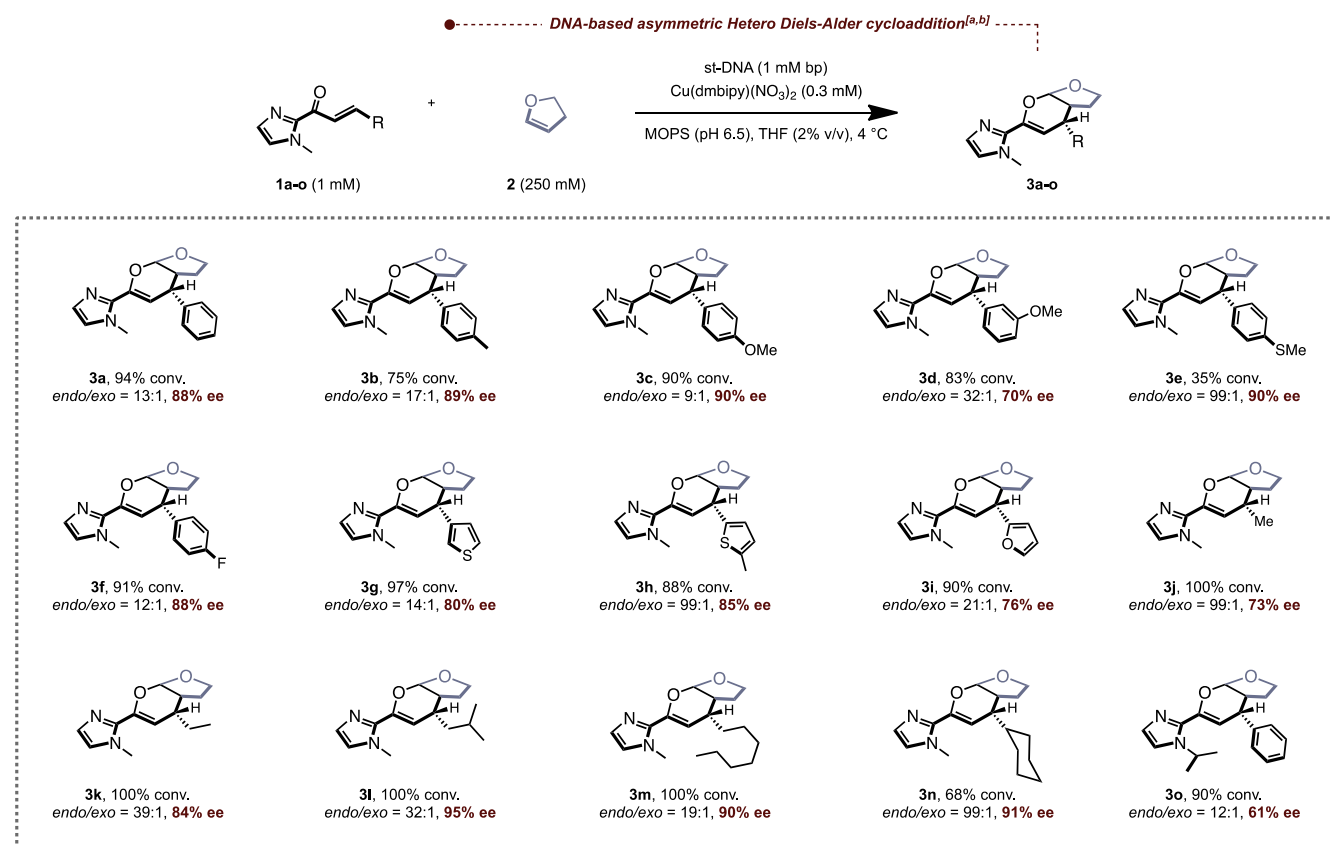 DNA-based asymmetric Hetero Diels-Alder cycloaddition[a,b]
st-DNA (1 mM bp)
Cu(dmbipy)(NO3)2 (0.3 mM)
MOPS (pH 6.5), THF (2% v/v), 4 °C
N
N
O
R
+
O
O
O
H
R
N
N
1a-o (1 mM)
2 (250 mM)
3a-o
O
O
H
N
N
O
O
H
N
N
O
O
H
N
N
OMe
O
O
H
N
N
OMe
O
O
H
N
N
SMe
3a, 94% conv.
endo/exo = 13:1, 88% ee
3b, 75% conv.
endo/exo = 17:1, 89% ee
3c, 90% conv.
endo/exo = 9:1, 90% ee
3d, 83% conv.
endo/exo = 32:1, 70% ee
3e, 35% conv.
endo/exo = 99:1, 90% ee
O
O
H
N
N
F
O
O
H
N
N
S
O
O
H
N
N
S
O
O
H
N
N
O
O
O
H
N
N
Me
3f, 91% conv.
endo/exo = 12:1, 88% ee
3g, 97% conv.
endo/exo = 14:1, 80% ee
3h, 88% conv.
endo/exo = 99:1, 85% ee
3i, 90% conv.
endo/exo = 21:1, 76% ee
3j, 100% conv.
endo/exo = 99:1, 73% ee
O
O
H
N
N
O
O
H
N
N
O
O
H
N
N
O
O
H
N
N
O
O
H
N
N
3k, 100% conv.
endo/exo = 39:1, 84% ee
3l, 100% conv.
endo/exo = 32:1, 95% ee
3m, 100% conv.
endo/exo = 19:1, 90% ee
3n, 68% conv.
endo/exo = 99:1, 91% ee
3o, 90% conv.
endo/exo = 12:1, 61% ee